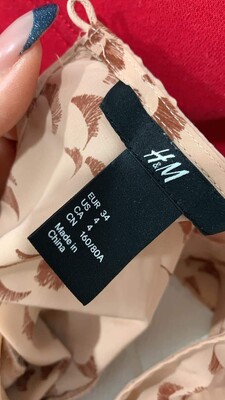 H&M
EUR 34
US 4
CA 4
CN 160/80A
Made in
China